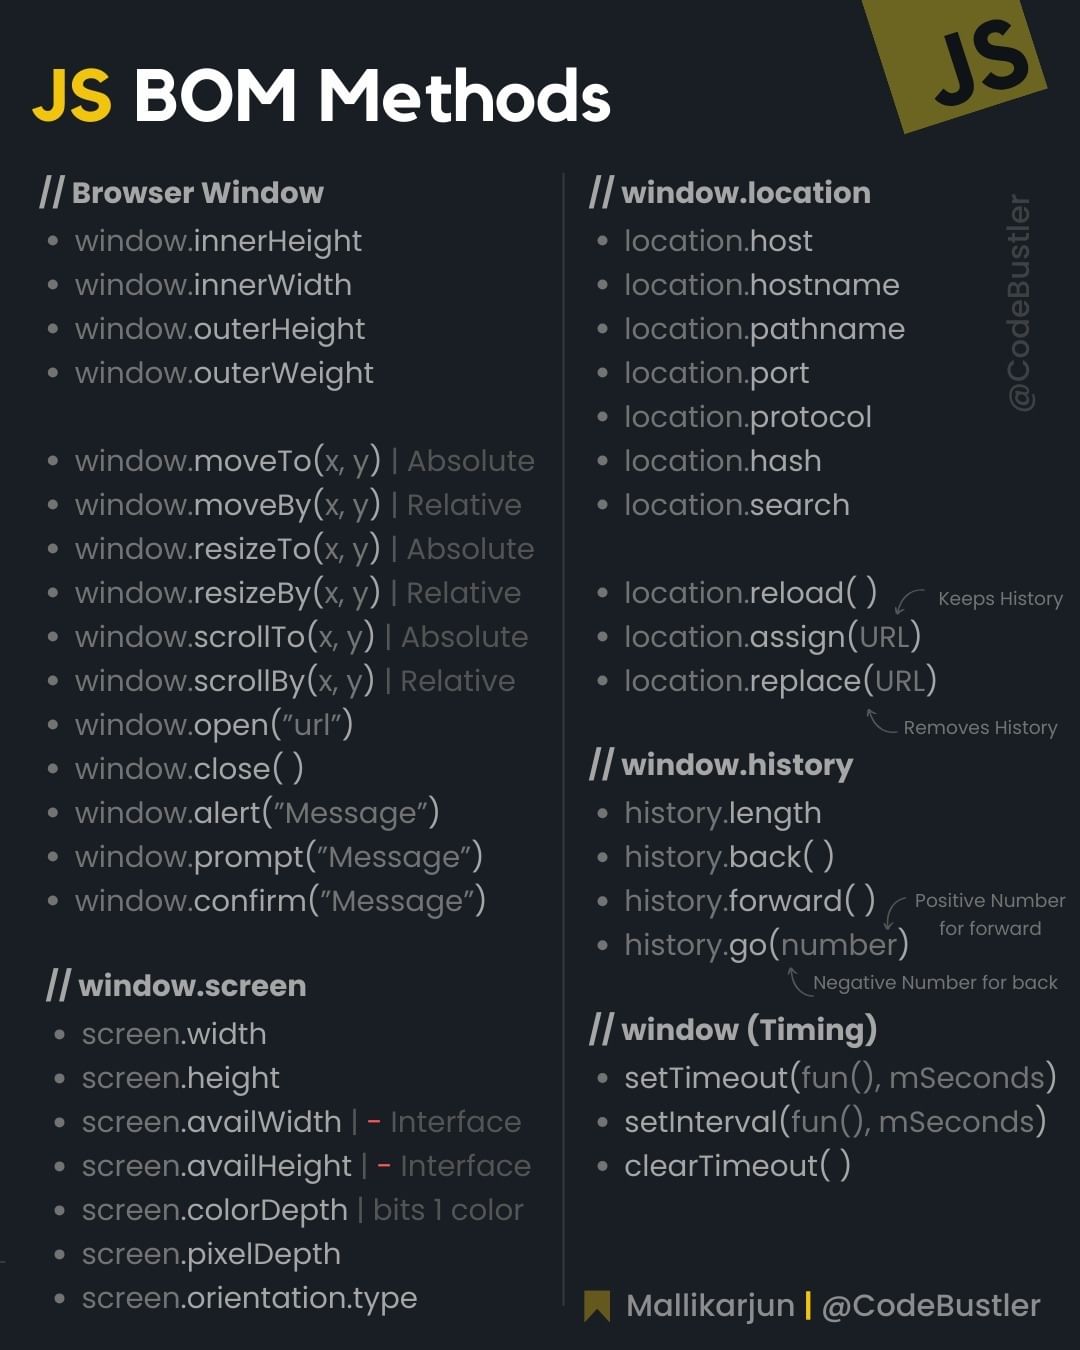 JS
JS BOM Methods
// Browser Window
• window.innerHeight
• window.innerWidth
• window.outerHeight
• window.outerWeight
• window.moveTo(x, y) | Absolute
• window.moveBy(x, y) | Relative
• window.resizeTo(x, y) | Absolute
• window.resizeBy(x, y) | Relative
• window.scrollTo(x, y) | Absolute
• window.scrollBy(x, y) | Relative
• window.open(”url”)
• window.close( )
• window.alert(”Message”)
• window.prompt(”Message”)
• window.confirm(”Message”)
// window.screen
• screen.width
• screen.height
• screen.availWidth | - Interface
• screen.availHeight | - Interface
• screen.colorDepth | bits 1 color
• screen.pixelDepth
• screen.orientation.type
// window.location
• location.host
• location.hostname
• location.pathname
• location.port
• location.protocol
• location.hash
• location.search
• location.reload( )
Keeps History
• location.assign(URL)
• location.replace(URL)
Removes History
// window.history
• history.length
• history.back( )
• history.forward( )
Positive Number
for forward
• history.go(number)
Negative Number for back
// window (Timing)
• setTimeout(fun(), mSeconds)
• setInterval(fun(), mSeconds)
• clearTimeout( )
@CodeBustler
Mallikarjun | @CodeBustler